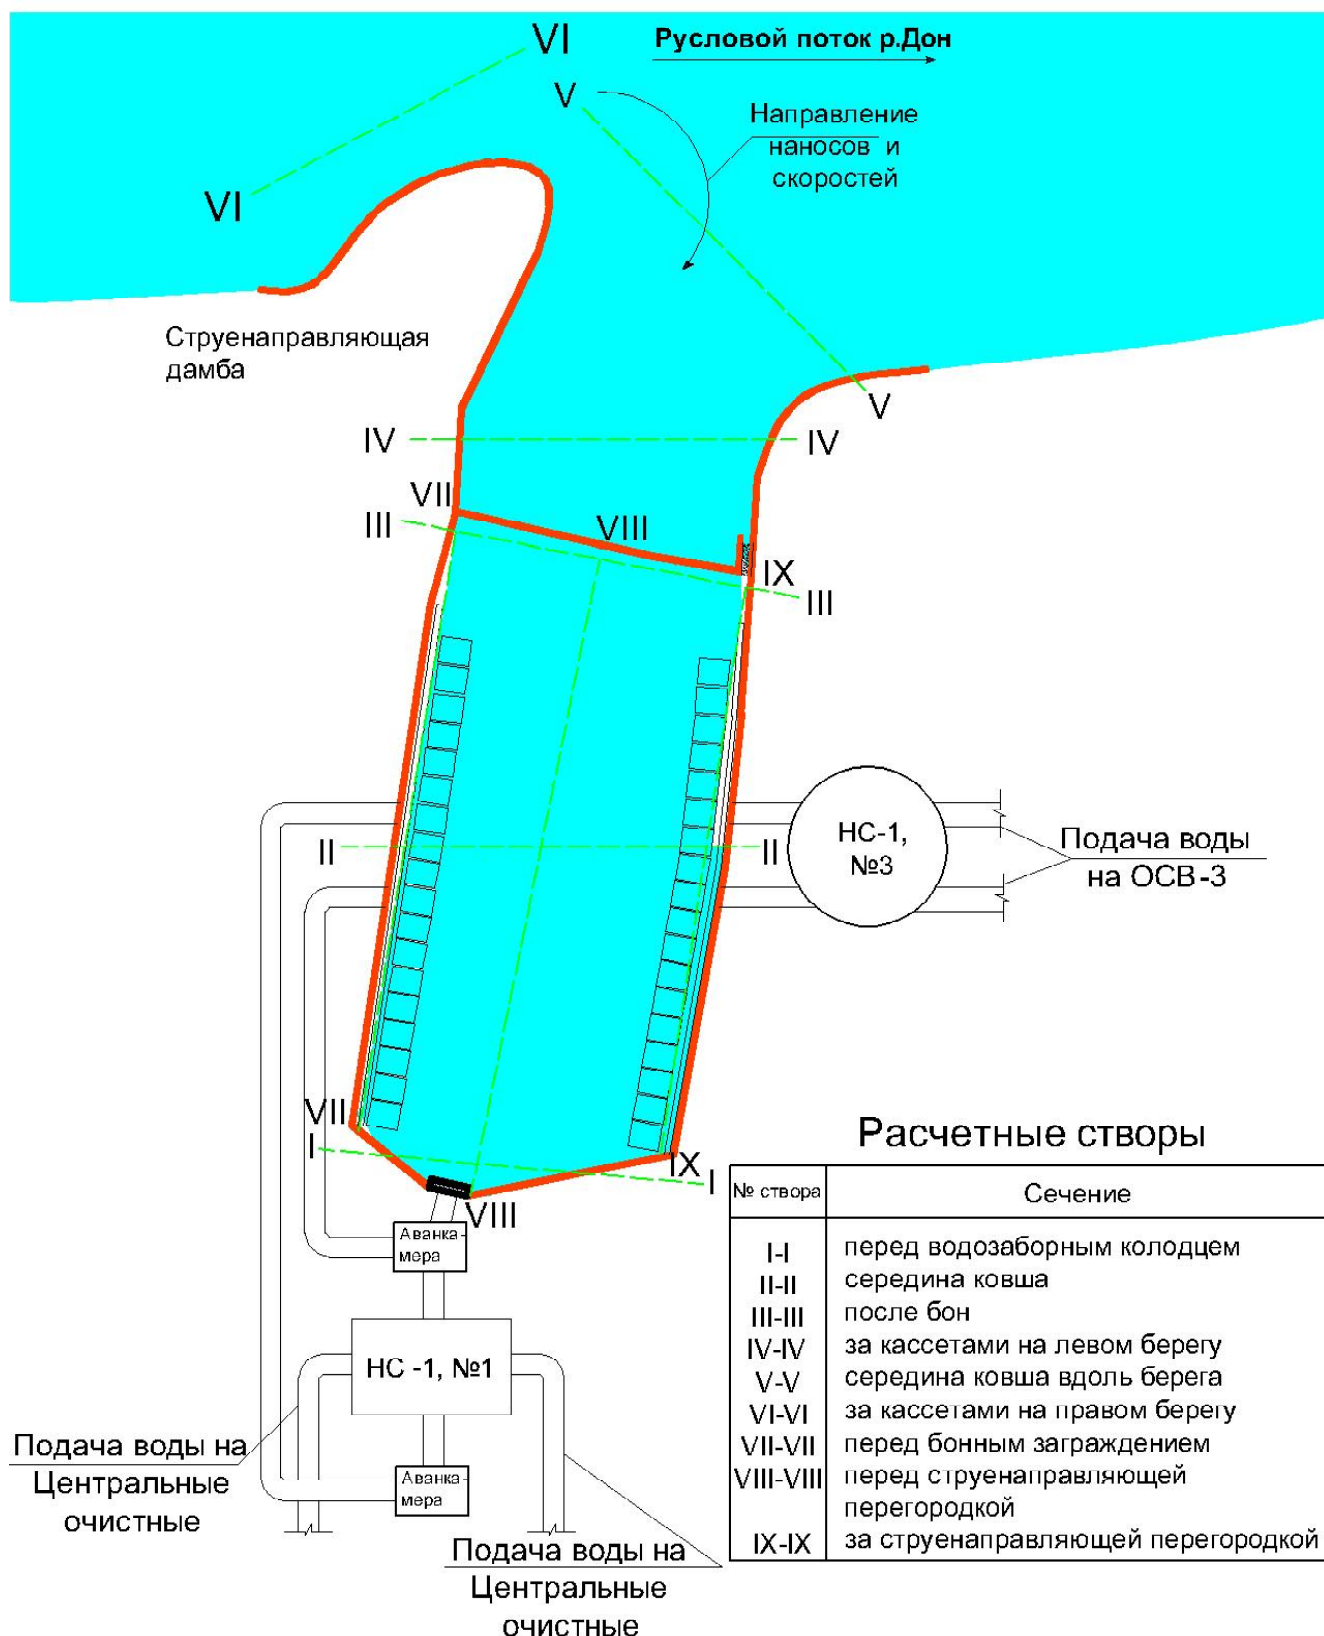 VI
Русловой поток р.Дон
V
Направление
наносов и
скоростей
VI
Струенаправляющая
дамба
V
IV
IV
VII
III
VIII
IX
III
II
II
НС-1,
№3
Подача воды
на ОСВ-3
VII
I
IX
I
VIII
Аванка-
мера
НС -1, №1
Подача воды на
Центральные
очистные
Аванка-
мера
Подача воды на
Центральные
очистные
Расчетные створы
№ створа Сечение
I-I перед водозаборным колодцем
II-II середина ковша
III-III после бон
IV-IV за кассетами на левом берегу
V-V середина ковша вдоль берега
VI-VI за кассетами на правом берегу
VII-VII перед бонным заграждением
VIII-VIII перед струенаправляющей
перегородкой
IX-IX за струенаправляющей перегородкой